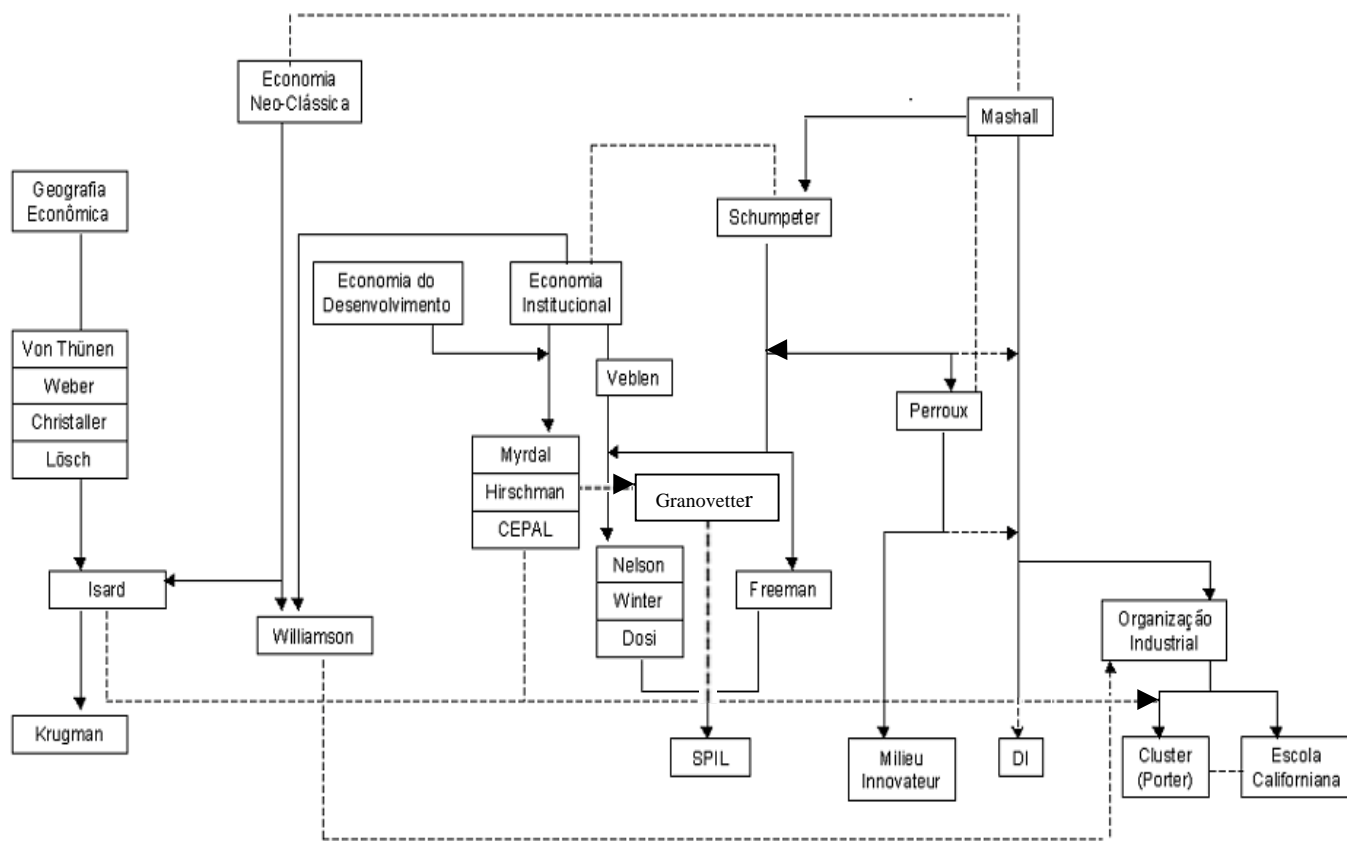 Economia
Neo-Clássica
Mashall
Geografia
Econômica
Schumpeter
Economia do
Desenvolvimento
Economia
Institucional
Von Thünen
Weber
Christaller
Lösch
Veblen
Perroux
Myrdal
Hirschman
CEPAL
Granovetter
Nelson
Winter
Dosi
Freeman
Isard
Williamson
Organização
Industrial
Krugman
SPIL
Milieu
Innovateur
DI
Cluster
(Porter)
Escola
Californiana